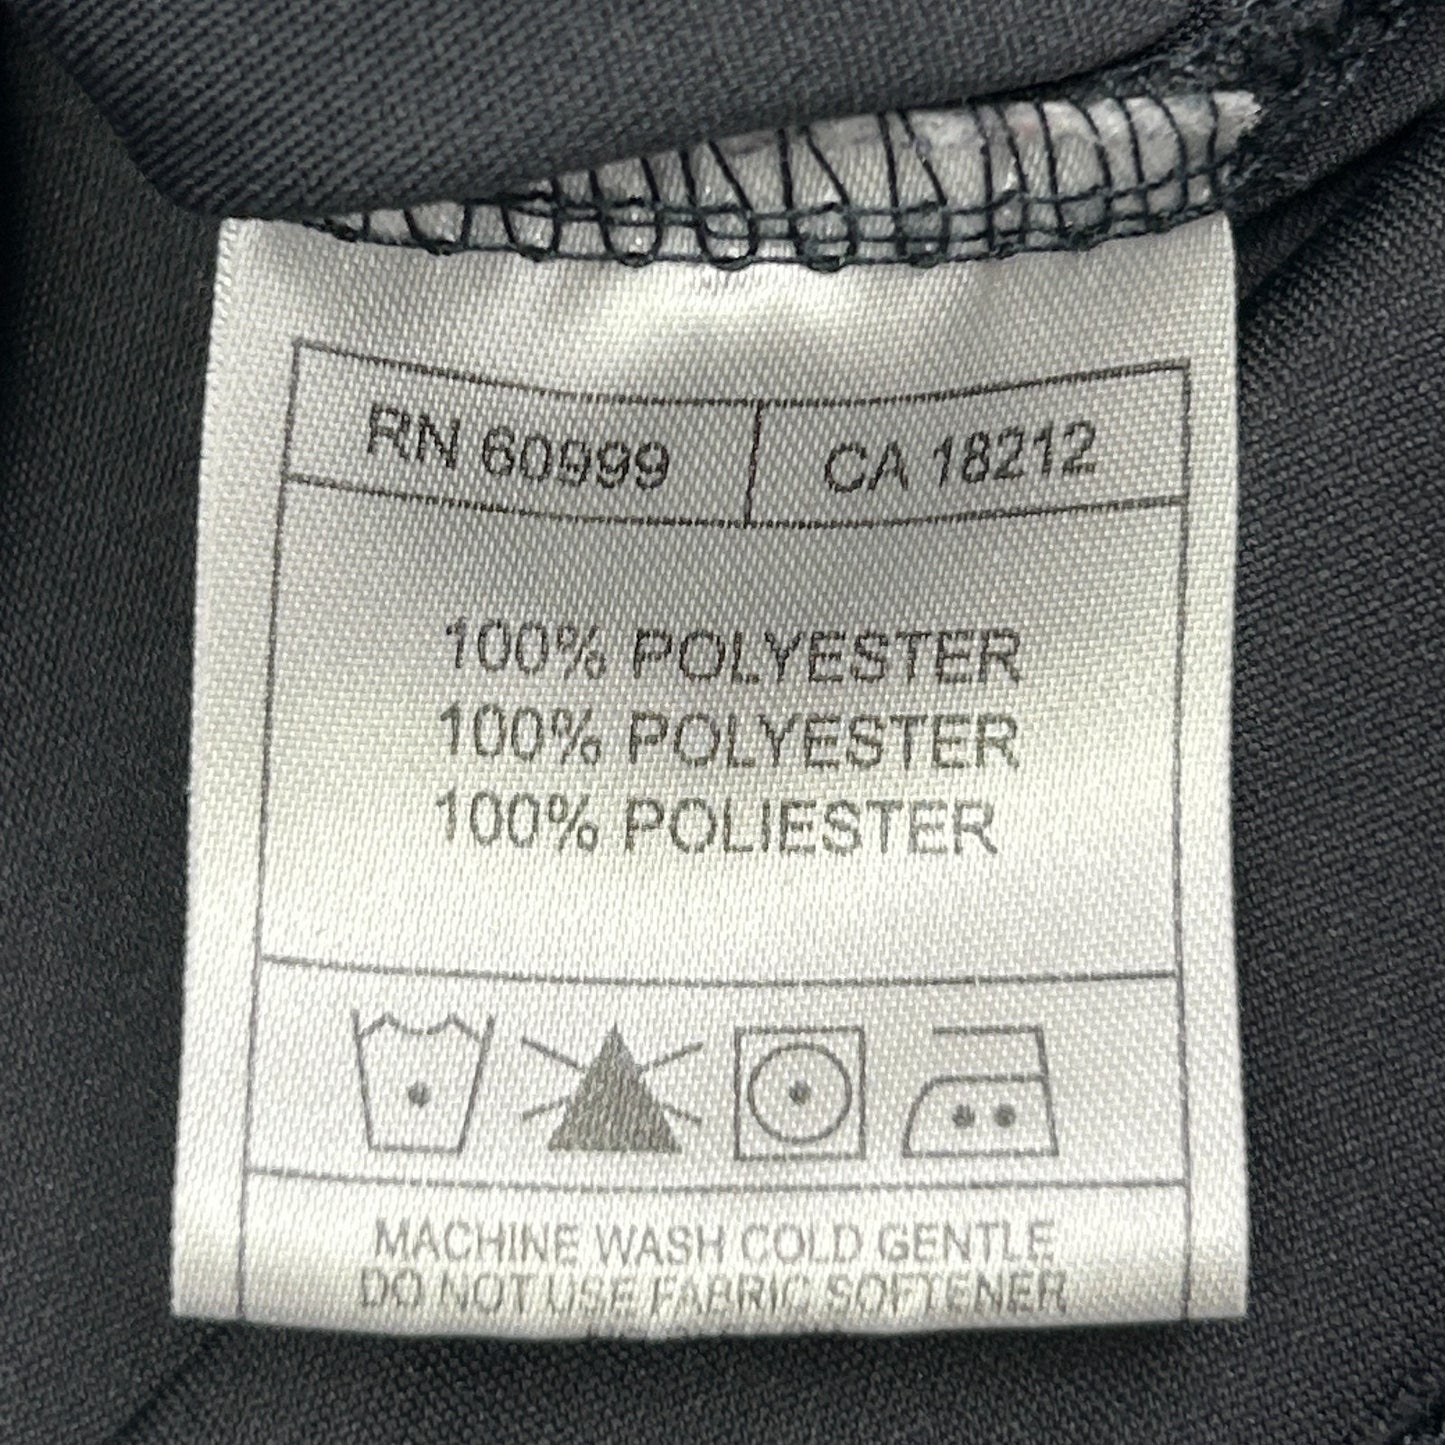 RN 60999 CA 18212
100% POLYESTER
100% POLYESTER
100% POLIESTER
MACHINE WASH COLD GENTLE
DO NOT USE FABRIC SOFTENER